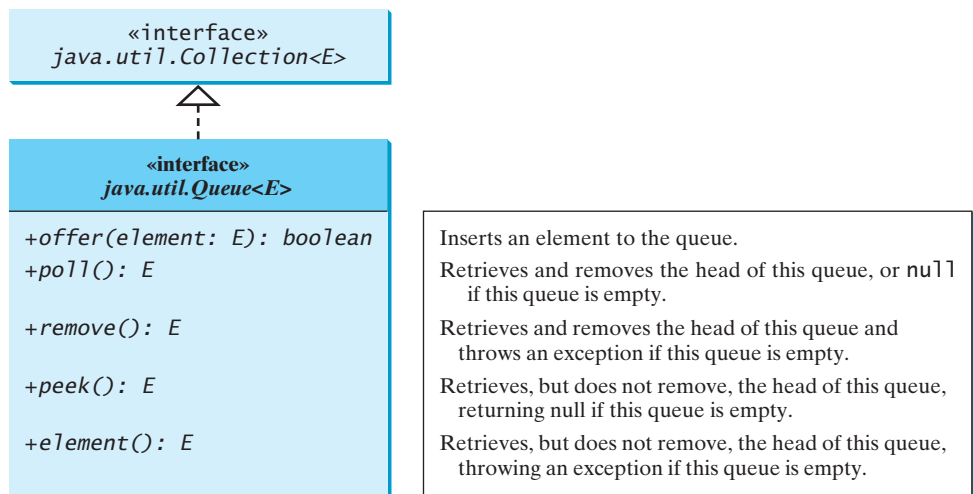 «interface»
java.util.Collection<E>
«interface»
java.util.Queue<E>
+offer(element: E): boolean
Inserts an element to the queue.
+poll(): E
Retrieves and removes the head of this queue, or null
if this queue is empty.
+remove(): E
Retrieves and removes the head of this queue and
throws an exception if this queue is empty.
+peek(): E
Retrieves, but does not remove, the head of this queue,
returning null if this queue is empty.
+element(): E
Retrieves, but does not remove, the head of this queue,
throwing an exception if this queue is empty.